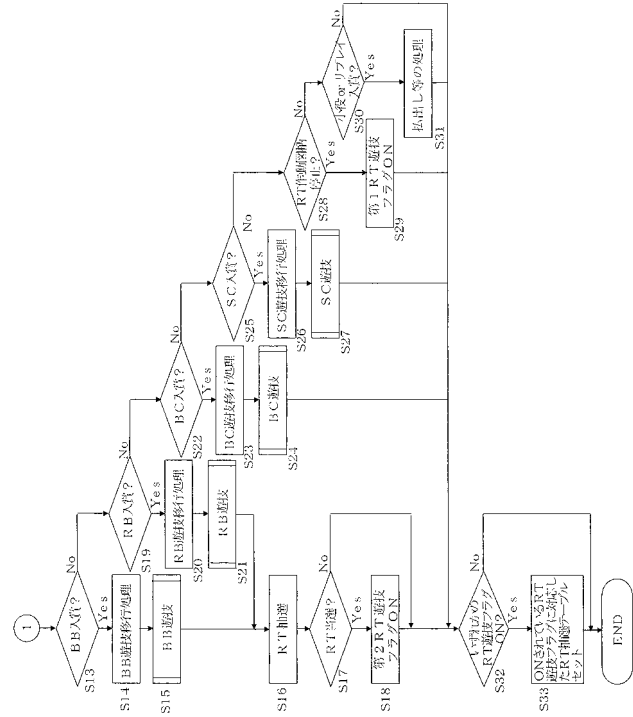 1
BB入賞?
S13
No
Yes
BB遊技移行処理
S14
BB遊技
S15
RT抽選
S16
RT当選?
S17
No
Yes
第2RT遊技
フラグON
S18
RB入賞?
S19
No
Yes
RB遊技移行処理
S20
RB遊技
S21
BC入賞?
S22
No
Yes
BC遊技移行処理
S23
BC遊技
S24
SC入賞?
S25
No
Yes
SC遊技移行処理
S26
SC遊技
S27
RT作動図柄
停止?
S28
No
Yes
第1RT遊技
フラグON
S29
小役orリプレイ
入賞?
S30
No
Yes
払出し等の処理
S31
いずれかの
RT遊技フラグ
ON?
S32
No
Yes
ONされているRT
遊技フラグに対応し
たRT抽選テーブル
セット
S33
END